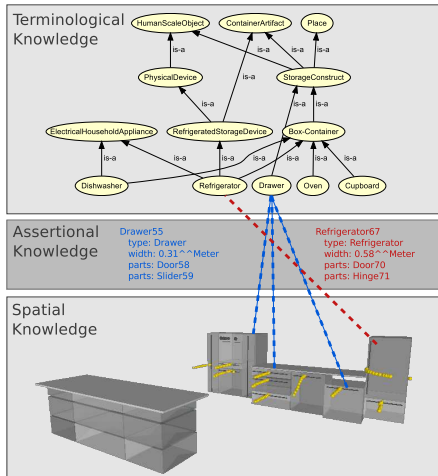 Terminological
Knowledge
HumanScaleObject
ContainerArtifact
Place
is-a
is-a
is-a
is-a
PhysicalDevice
StorageConstruct
is-a
is-a
is-a
is-a
ElectricalHouseholdAppliance
RefrigeratedStorageDevice
Box-Container
is-a
is-a
is-a
is-a
is-a
is-a
is-a
Dishwasher
Refrigerator
Drawer
Oven
Cupboard
Assertional
Knowledge
Drawer55
type: Drawer
width: 0.31^^Meter
parts: Door58
parts: Slider59
Refrigerator67
type: Refrigerator
width: 0.58^^Meter
parts: Door70
parts: Hinge71
Spatial
Knowledge